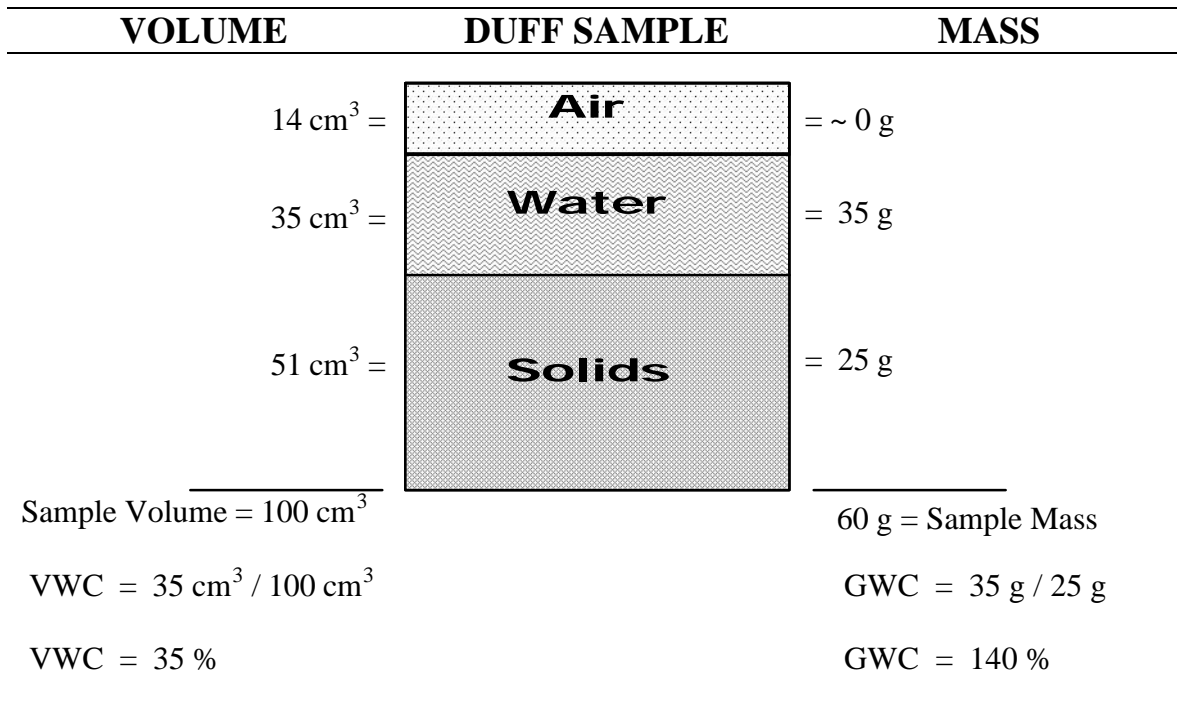 VOLUME DUFF SAMPLE MASS
14 cm³ = Air = ~ 0 g
35 cm³ = Water = 35 g
51 cm³ = Solids = 25 g
Sample Volume = 100 cm³ 60 g = Sample Mass
VWC = 35 cm³ / 100 cm³ GWC = 35 g / 25 g
VWC = 35 % GWC = 140 %